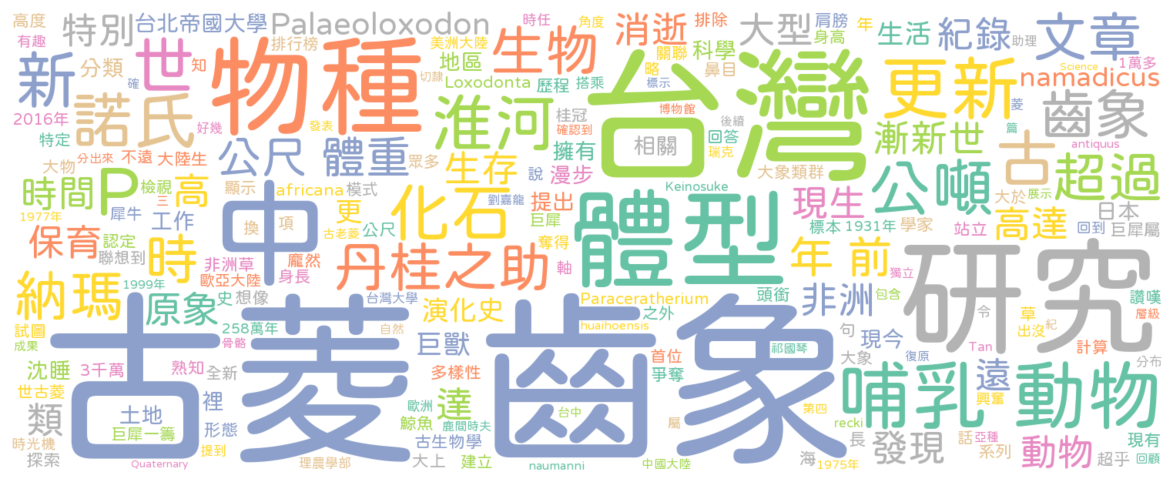 高度 特別 台北帝國大學 Palaeoloxodon 時任 角度 消逝 排除 大型 肩膀 年 生活 紀錄 文章 助理
有趣 世 排行榜 物種 美洲大陸 生物 關聯 科學 身高 1萬多
新 分類 知 地區 略 鼻目 台灣 更新 Science namadicus
確 切隸 Loxodonta 歷程 搭乘 標示 齒象
2016年 諾氏 好幾 發表 淮河 桂冠 博物館 後續 菱
特定 確認到 回答 瑞克 漸新世 篇
大物 分出來 不遠 大陸生 公尺 體重 眾多 擁有 相關 古 antiquus
時間 P 檢視 顯示 africana 模式 生存 說 漫步 大象類群 現生 公噸 大於 展示 超過
1977年 犀牛 三 工作 高 中 劉嘉龍 化石 提出 Keinosuke 體型 標本 1931年 學家 高達 日本
保育 認定 時 換 項 古老菱 公尺 更 巨犀 奪得 站立 回到 巨犀屬
聯想到 非洲草 龐然 丹桂之助 年 前 軸 獨立 研究
納瑪 1999年 歐亞大陸 身長 頭銜 非洲 包含 讚嘆
原象 史 想像 台灣大學 演化史 Paraceratherium 之外 令 草 層級
試圖 258萬年 自然 huaihoensis 句 現今 出沒 紀
成果 古菱齒象 骨骼 巨獸 首位 祁國琴 Tan 計算
沈睡 3千萬 熟知 全新 多樣性 爭奪 大象 復原 分布
世古菱 裡 歐洲 哺乳 動物 遠 興奮
類 土地 達 鯨魚 鹿間時夫 台中 屬 第四 recki 亞種
巨犀一籌 形態 古生物學 長 發現 話 現有
時光機 提到 大上 建立 海 系列 動物 超乎 回顧
探索 Quaternary 理農學部 naumanni 中國大陸 1975年